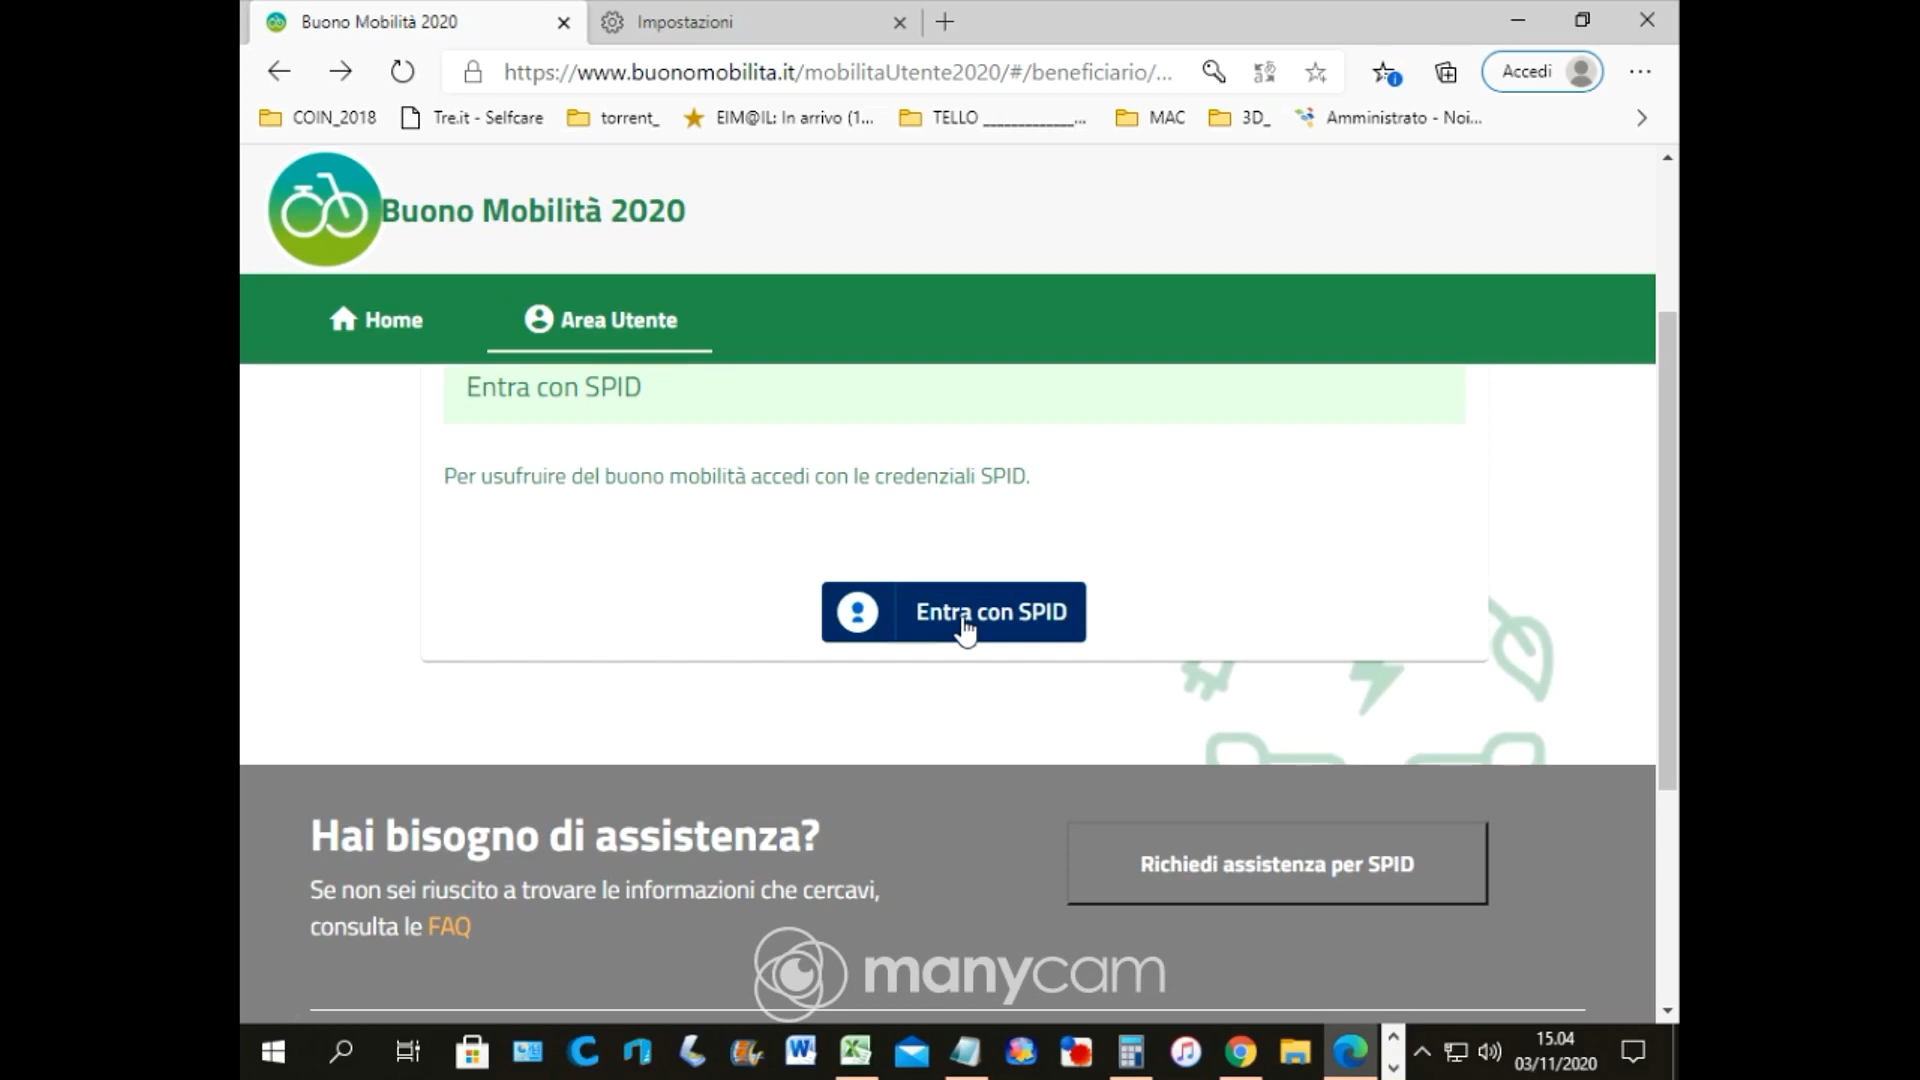 Buono Mobilità 2020
Impostazioni
https://www.buonomobilita.it/mobilitaUtente2020/#/beneficiario/...
Accedi
COIN_2018
Tre.it - Selfcare
torrent_
EIM@IL: In arrivo (1...
TELLO ____________...
MAC
3D_
Amministrato - Noi...
Buono Mobilità 2020
Home
Area Utente
Entra con SPID
Per usufruire del buono mobilità accedi con le credenziali SPID.
Entra con SPID
Hai bisogno di assistenza?
Se non sei riuscito a trovare le informazioni che cercavi,
consulta le FAQ
Richiedi assistenza per SPID
manycam
15.04
03/11/2020